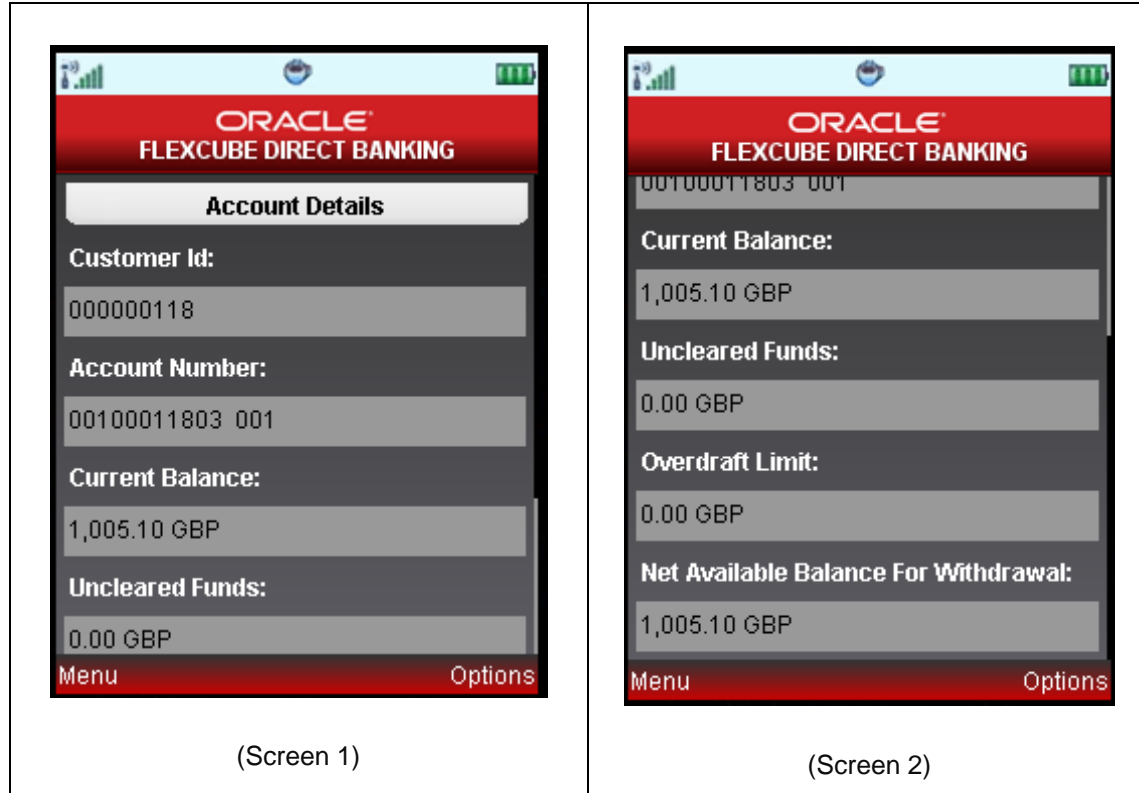 ORACLE
FLEXCUBE DIRECT BANKING
Account Details
Customer Id:
000000118
Account Number:
00100011803 001
Current Balance:
1,005.10 GBP
Uncleared Funds:
0.00 GBP
Menu Options
(Screen 1)
ORACLE
FLEXCUBE DIRECT BANKING
00100011803 001
Current Balance:
1,005.10 GBP
Uncleared Funds:
0.00 GBP
Overdraft Limit:
0.00 GBP
Net Available Balance For Withdrawal:
1,005.10 GBP
Menu Options
(Screen 2)